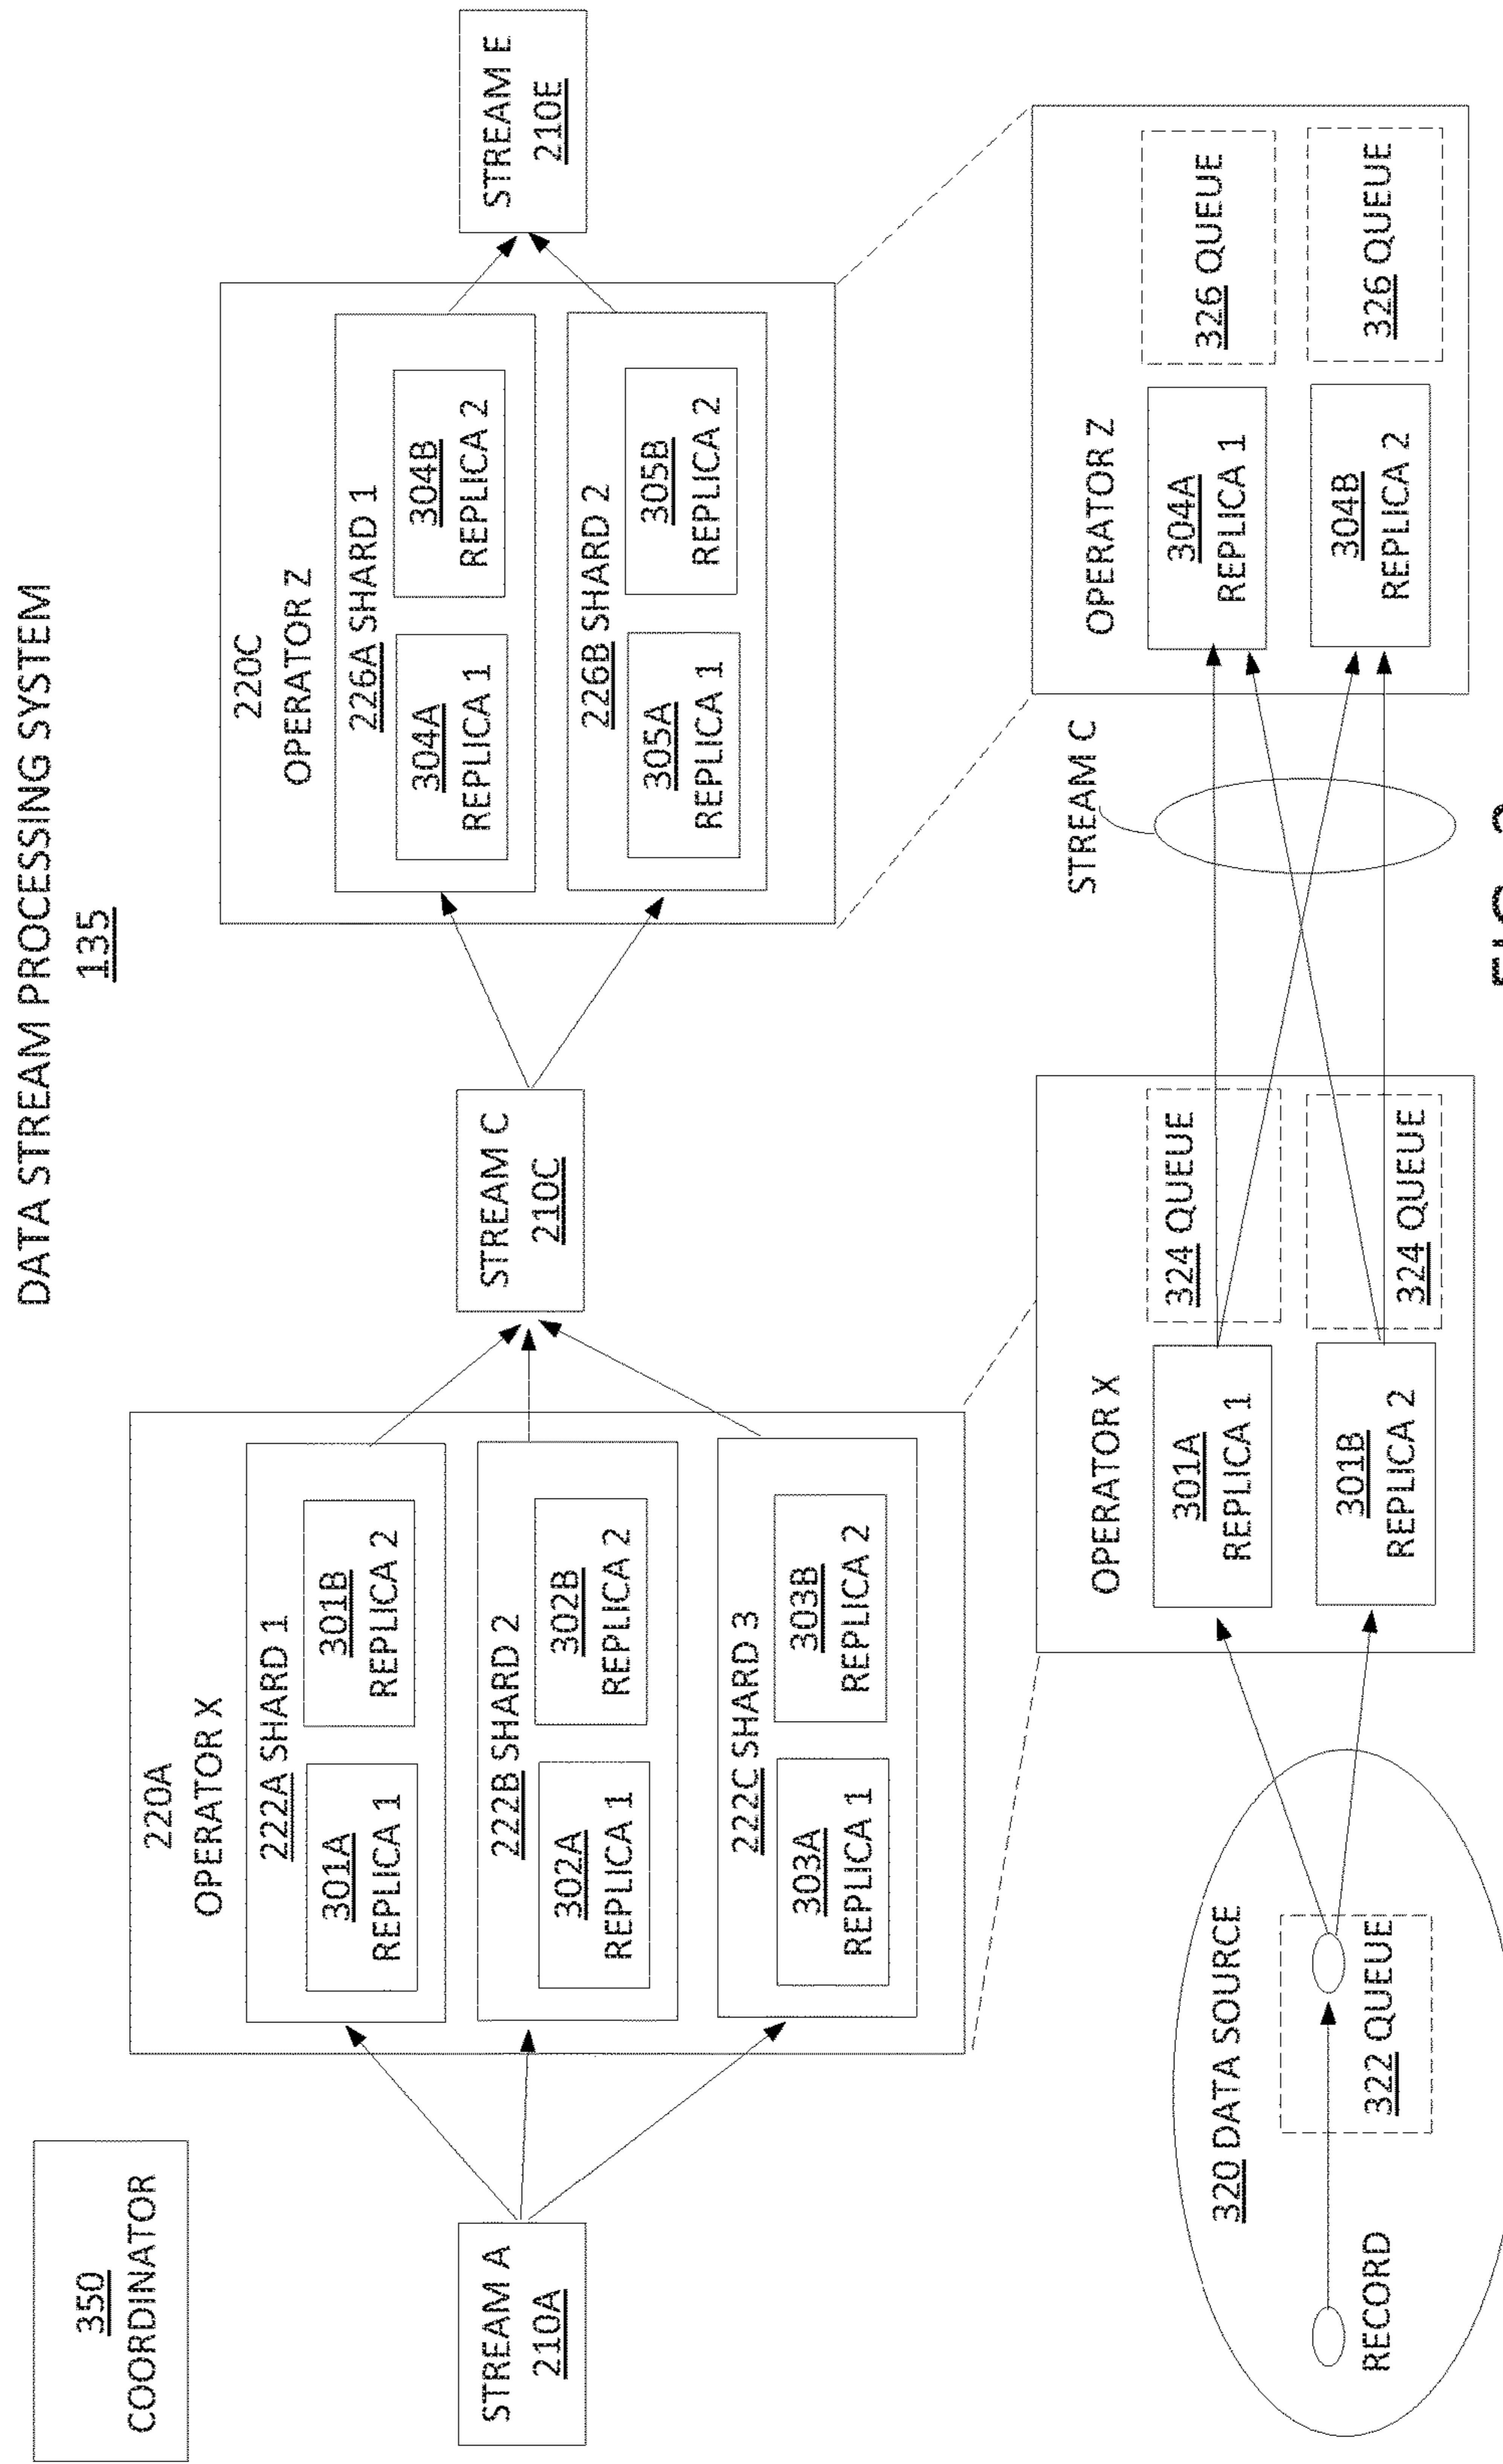 DATA STREAM PROCESSING SYSTEM
135
350
COORDINATOR
STREAM A
210A
220A
OPERATOR X
222A SHARD 1
301A
REPLICA 1
301B
REPLICA 2
222B SHARD 2
302A
REPLICA 1
302B
REPLICA 2
222C SHARD 3
303A
REPLICA 1
303B
REPLICA 2
STREAM C
210C
220C
OPERATOR Z
226A SHARD 1
304A
REPLICA 1
304B
REPLICA 2
226B SHARD 2
305A
REPLICA 1
305B
REPLICA 2
STREAM E
210E
320 DATA SOURCE
RECORD
322 QUEUE
OPERATOR X
301A
REPLICA 1
324 QUEUE
301B
REPLICA 2
324 QUEUE
STREAM C
OPERATOR Z
304A
REPLICA 1
326 QUEUE
304B
REPLICA 2
326 QUEUE